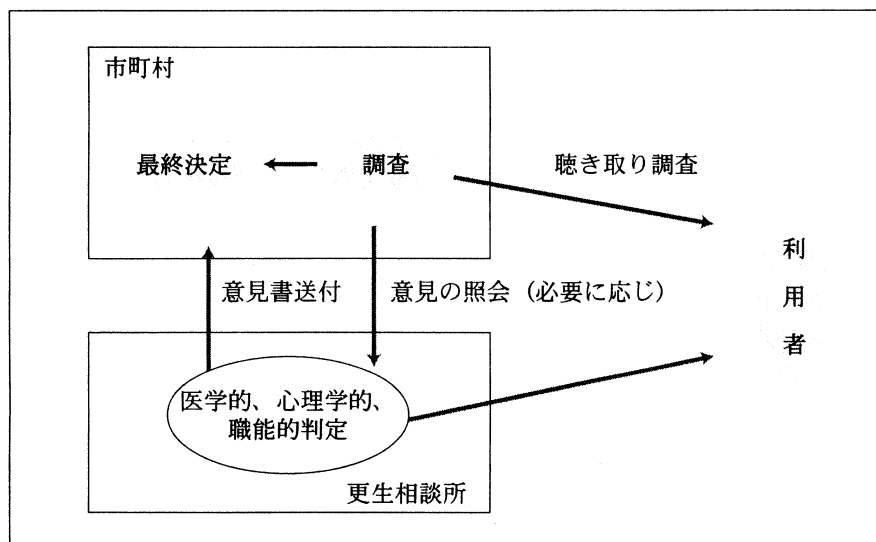 市町村
最終決定
調査
聴き取り調査
利用者
意見書送付
意見の照会（必要に応じ）
医学的、心理学的、
職能的判定
更生相談所